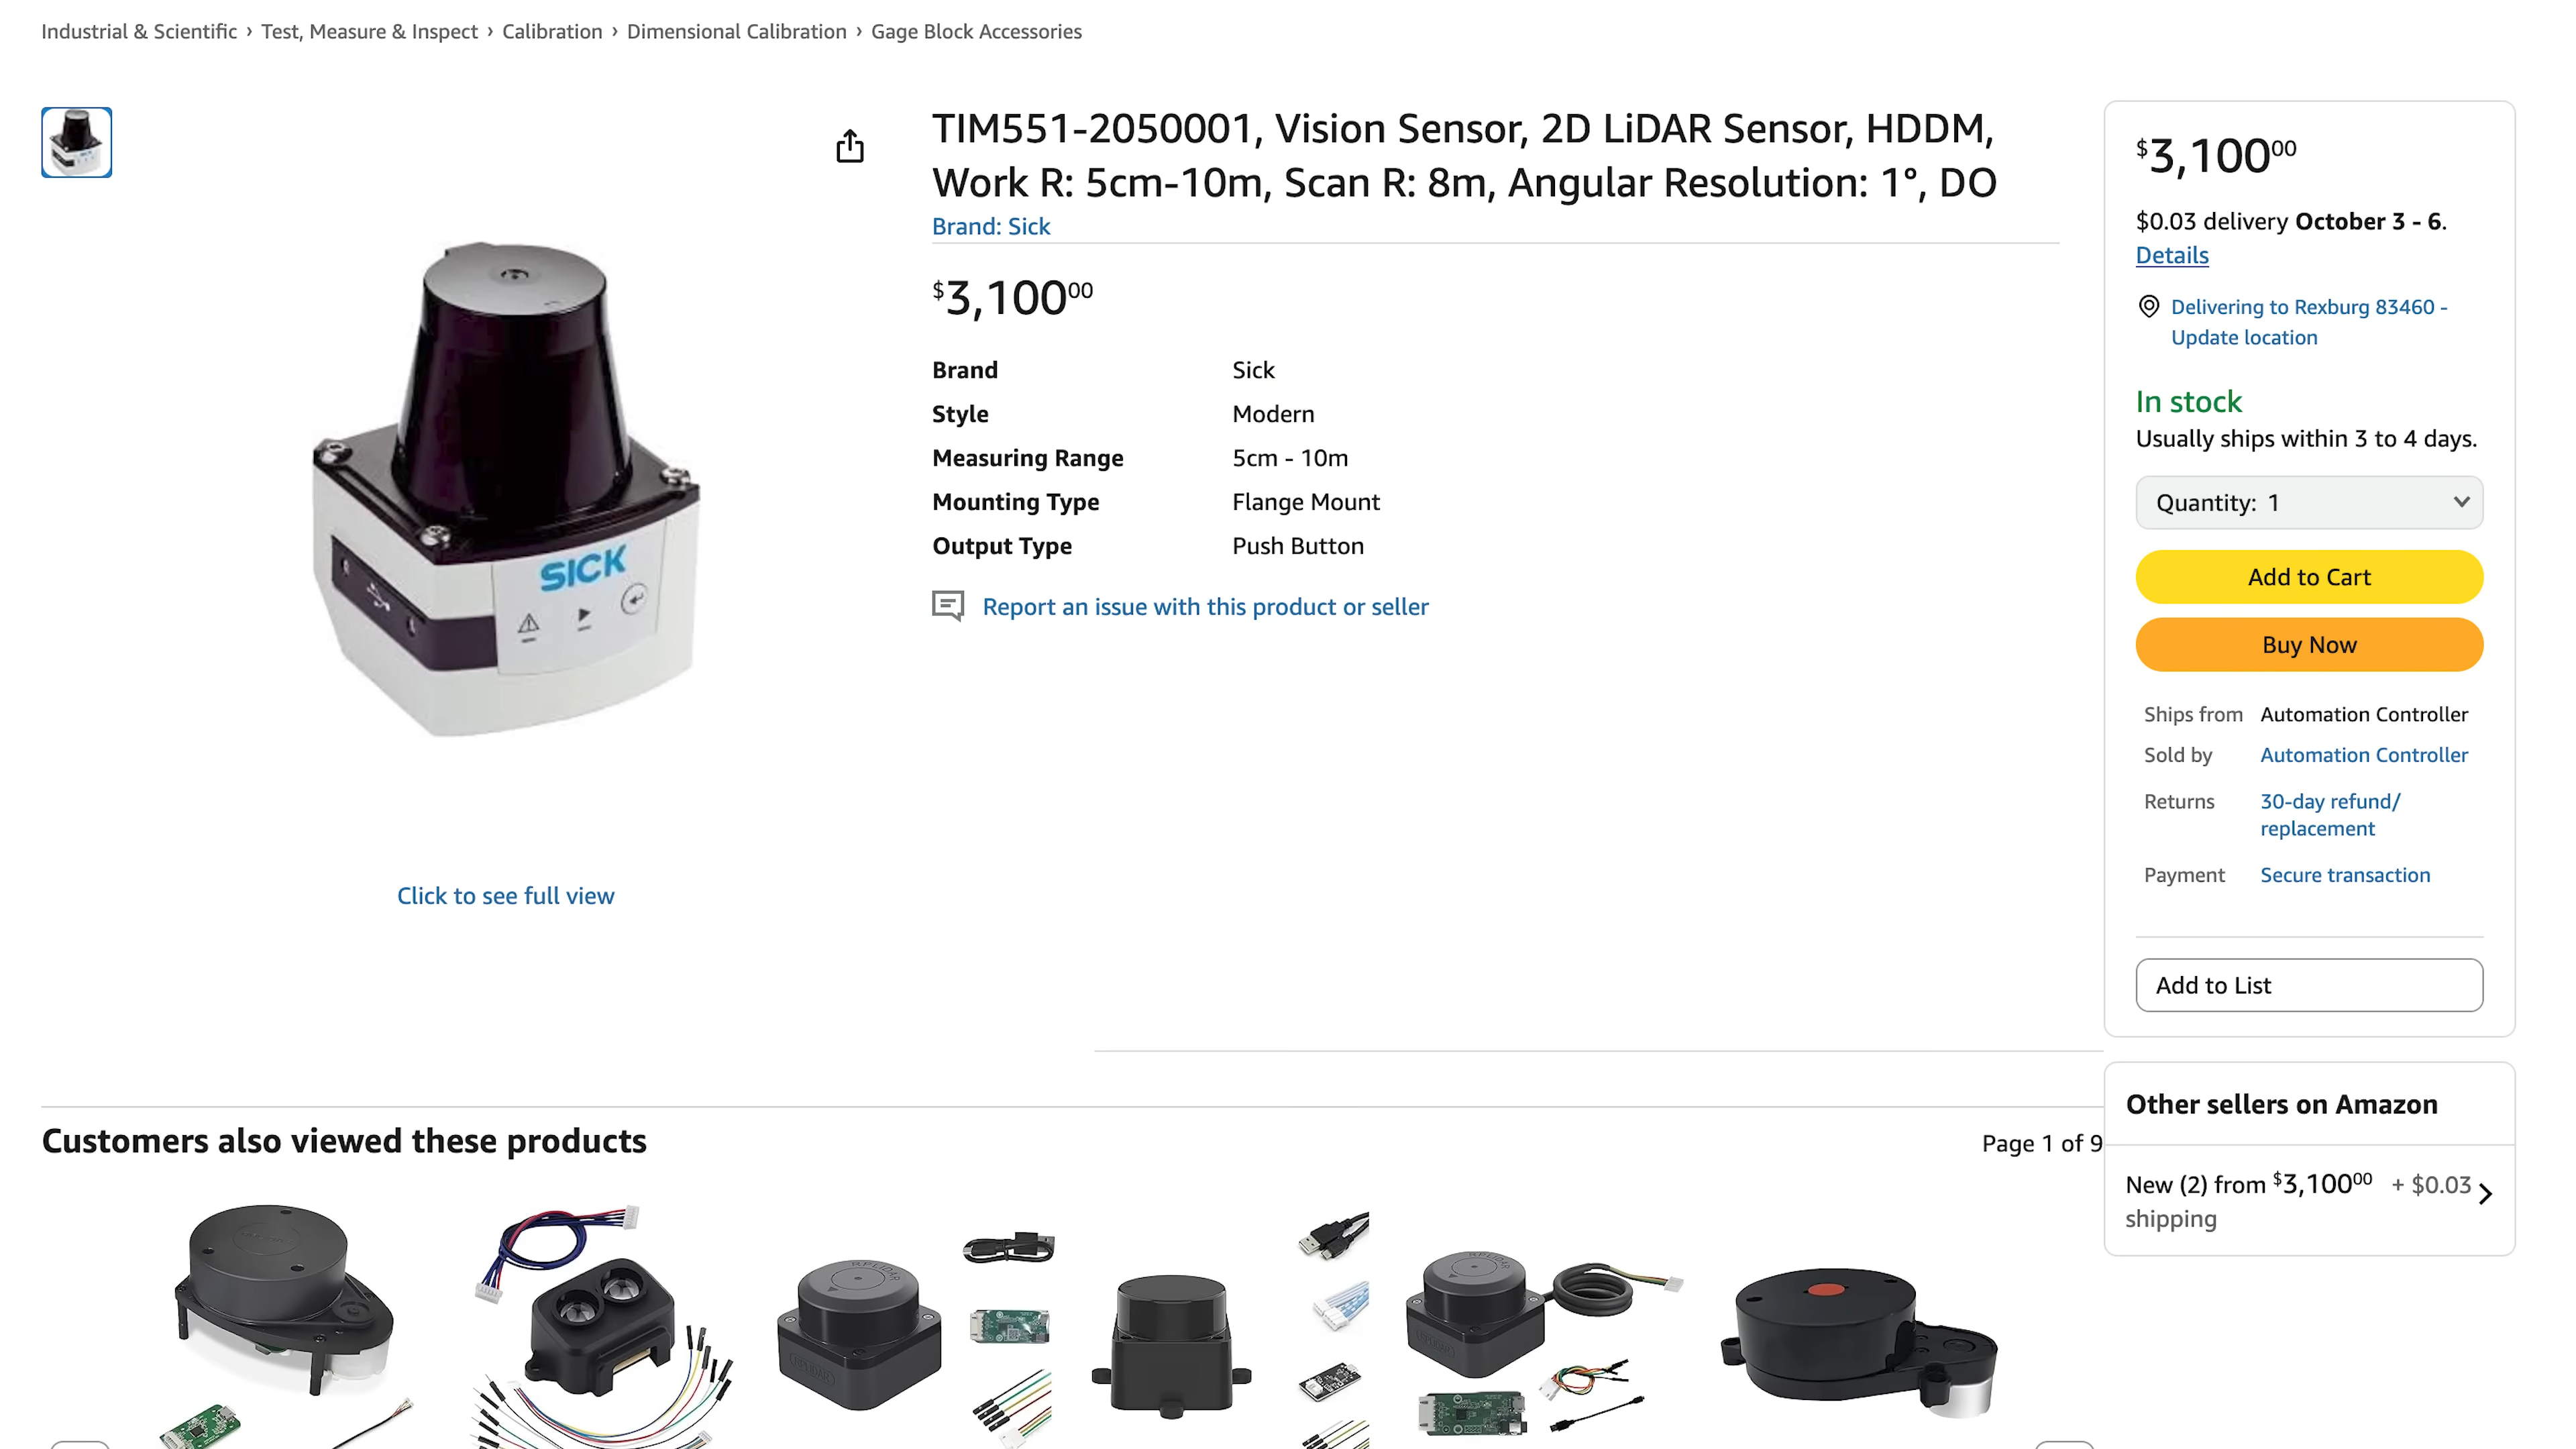 Industrial & Scientific › Test, Measure & Inspect › Calibration › Dimensional Calibration › Gage Block Accessories
TIM551-2050001, Vision Sensor, 2D LiDAR Sensor, HDDM,
Work R: 5cm-10m, Scan R: 8m, Angular Resolution: 1°, DO
Brand: Sick
$3,10000
Brand Sick
Style Modern
Measuring Range 5cm - 10m
Mounting Type Flange Mount
Output Type Push Button
Report an issue with this product or seller
SICK
Click to see full view
$3,10000
$0.03 delivery October 3 - 6.
Details
Delivering to Rexburg 83460 -
Update location
In stock
Usually ships within 3 to 4 days.
Quantity: 1
Add to Cart
Buy Now
Ships from Automation Controller
Sold by Automation Controller
Returns 30-day refund/
replacement
Payment Secure transaction
Add to List
Other sellers on Amazon
New (2) from $3,10000 + $0.03
shipping
Customers also viewed these products
Page 1 of 9
RPLIDAR
RPLIDAR